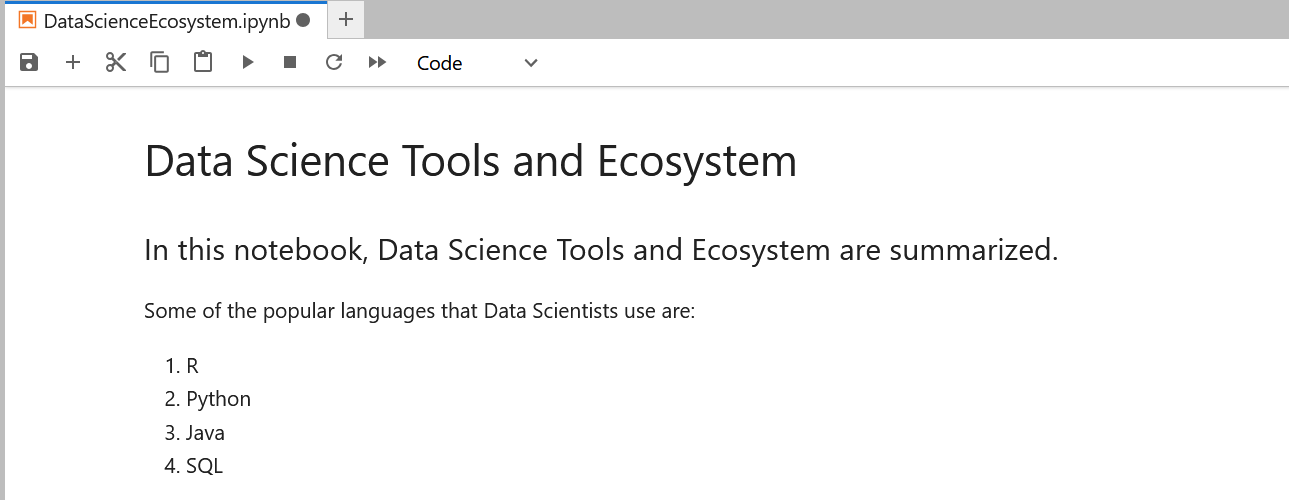 DataScienceEcosystem.ipynb
Code
Data Science Tools and Ecosystem
In this notebook, Data Science Tools and Ecosystem are summarized.
Some of the popular languages that Data Scientists use are:
1. R
2. Python
3. Java
4. SQL